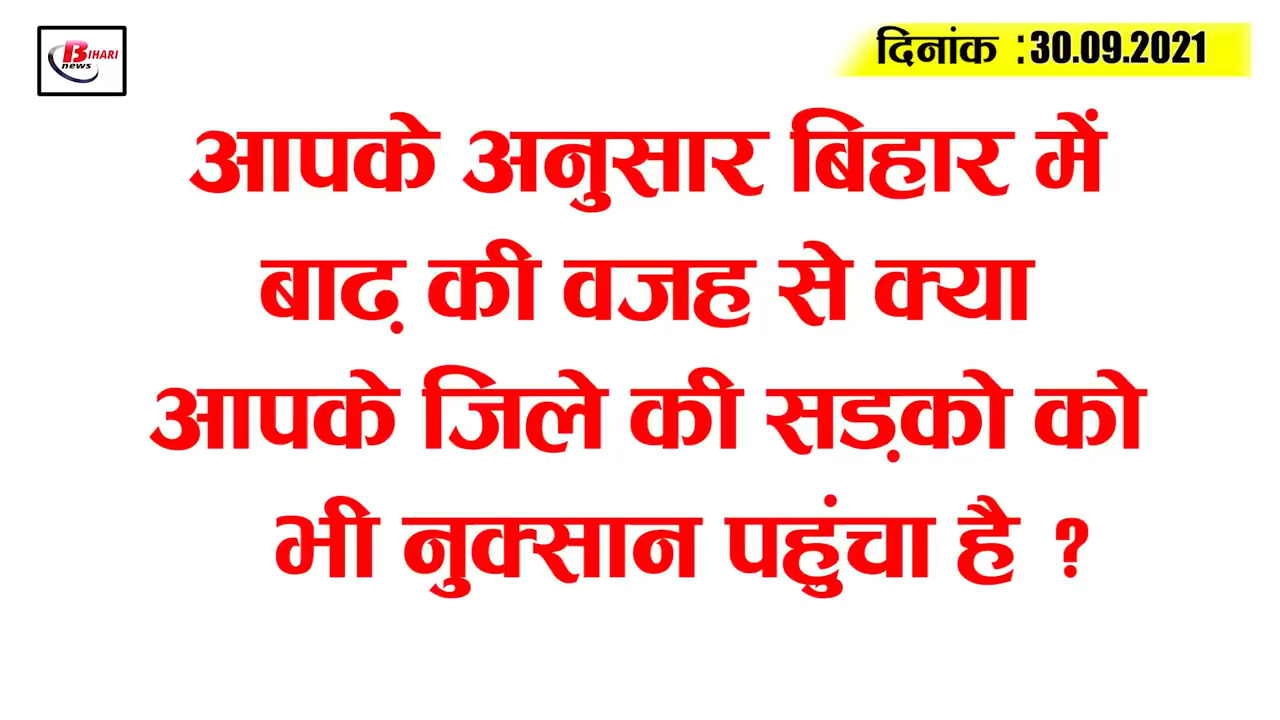 BIHARI
news
दिनांक : 30.09.2021
आपके अनुसार बिहार में
बाढ़ की वजह से क्या
आपके जिले की सड़को को
भी नुक्सान पहुंचा है ?